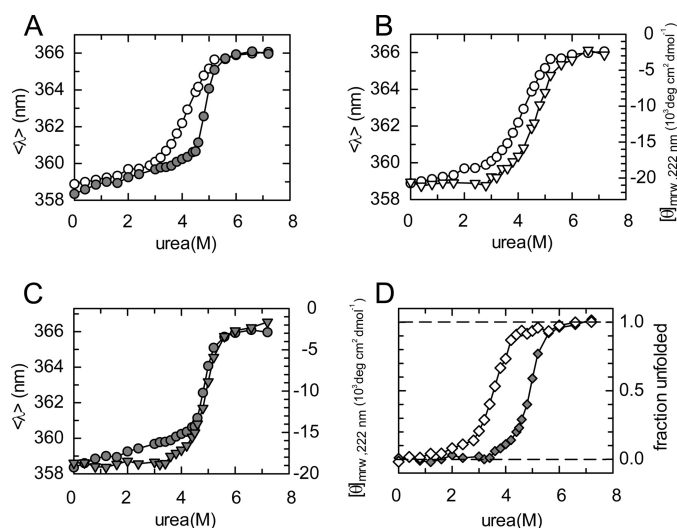 A
366
364
362
360
358
<λ> (nm)
0 2 4 6 8
urea(M)
B
366
364
362
360
358
<λ> (nm)
0
-5
-10
-15
-20
[θ]mrw ,222 nm (10³deg cm² dmol⁻¹)
0 2 4 6 8
urea(M)
C
366
364
362
360
358
<λ> (nm)
0
-5
-10
-15
-20
[θ]mrw ,222 nm (10³deg cm² dmol⁻¹)
0 2 4 6 8
urea(M)
D
1.0
0.5
0.0
fraction unfolded
0 2 4 6 8
urea(M)